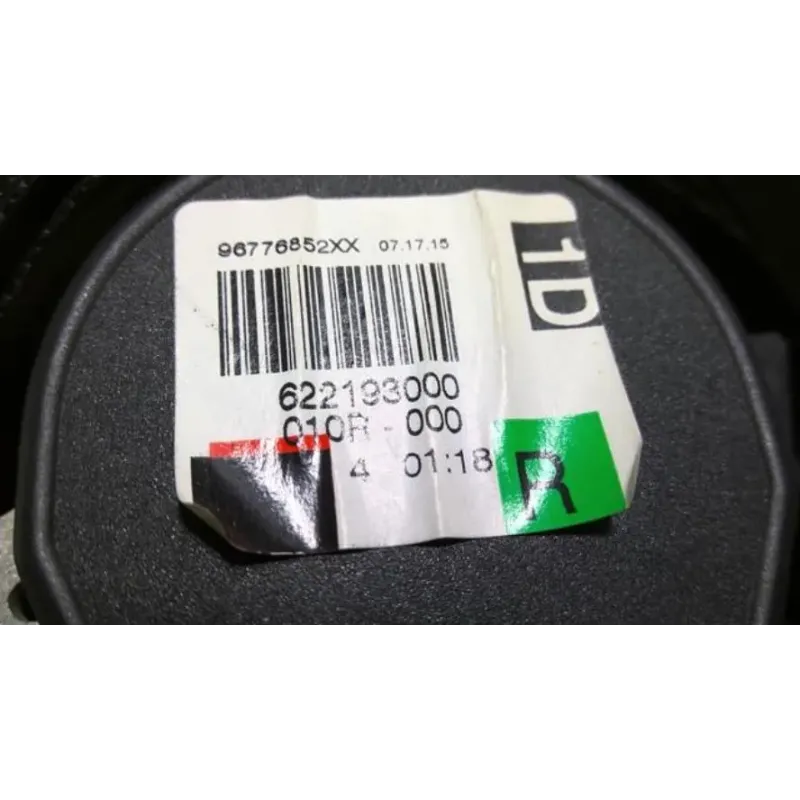 96776852XX 07.17.15
1D
622193000
010R - 000
4 01:18
R